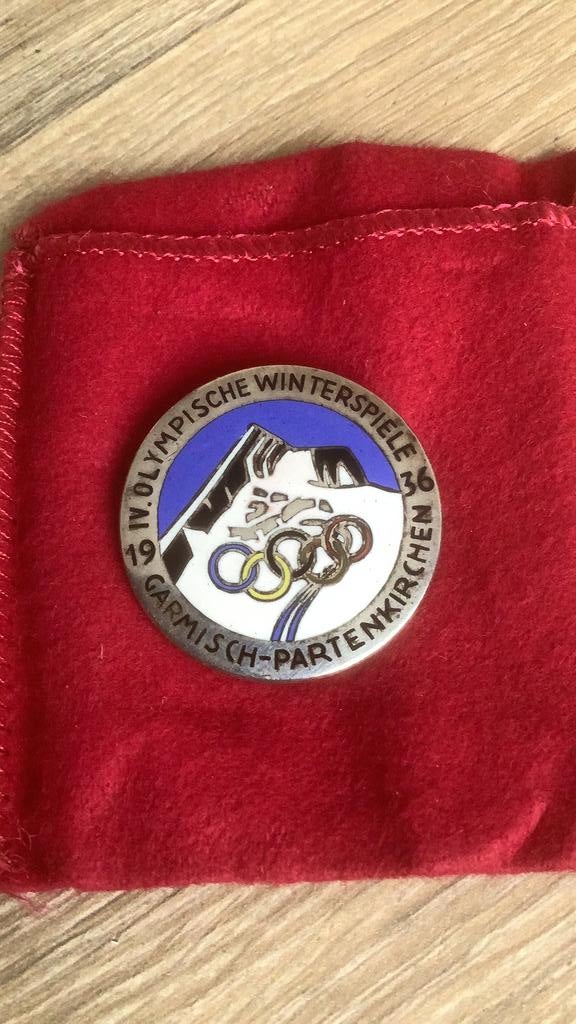 IV. OLYMPISCHE WINTERSPIELE
19 36
GARMISCH-PARTENKIRCHEN